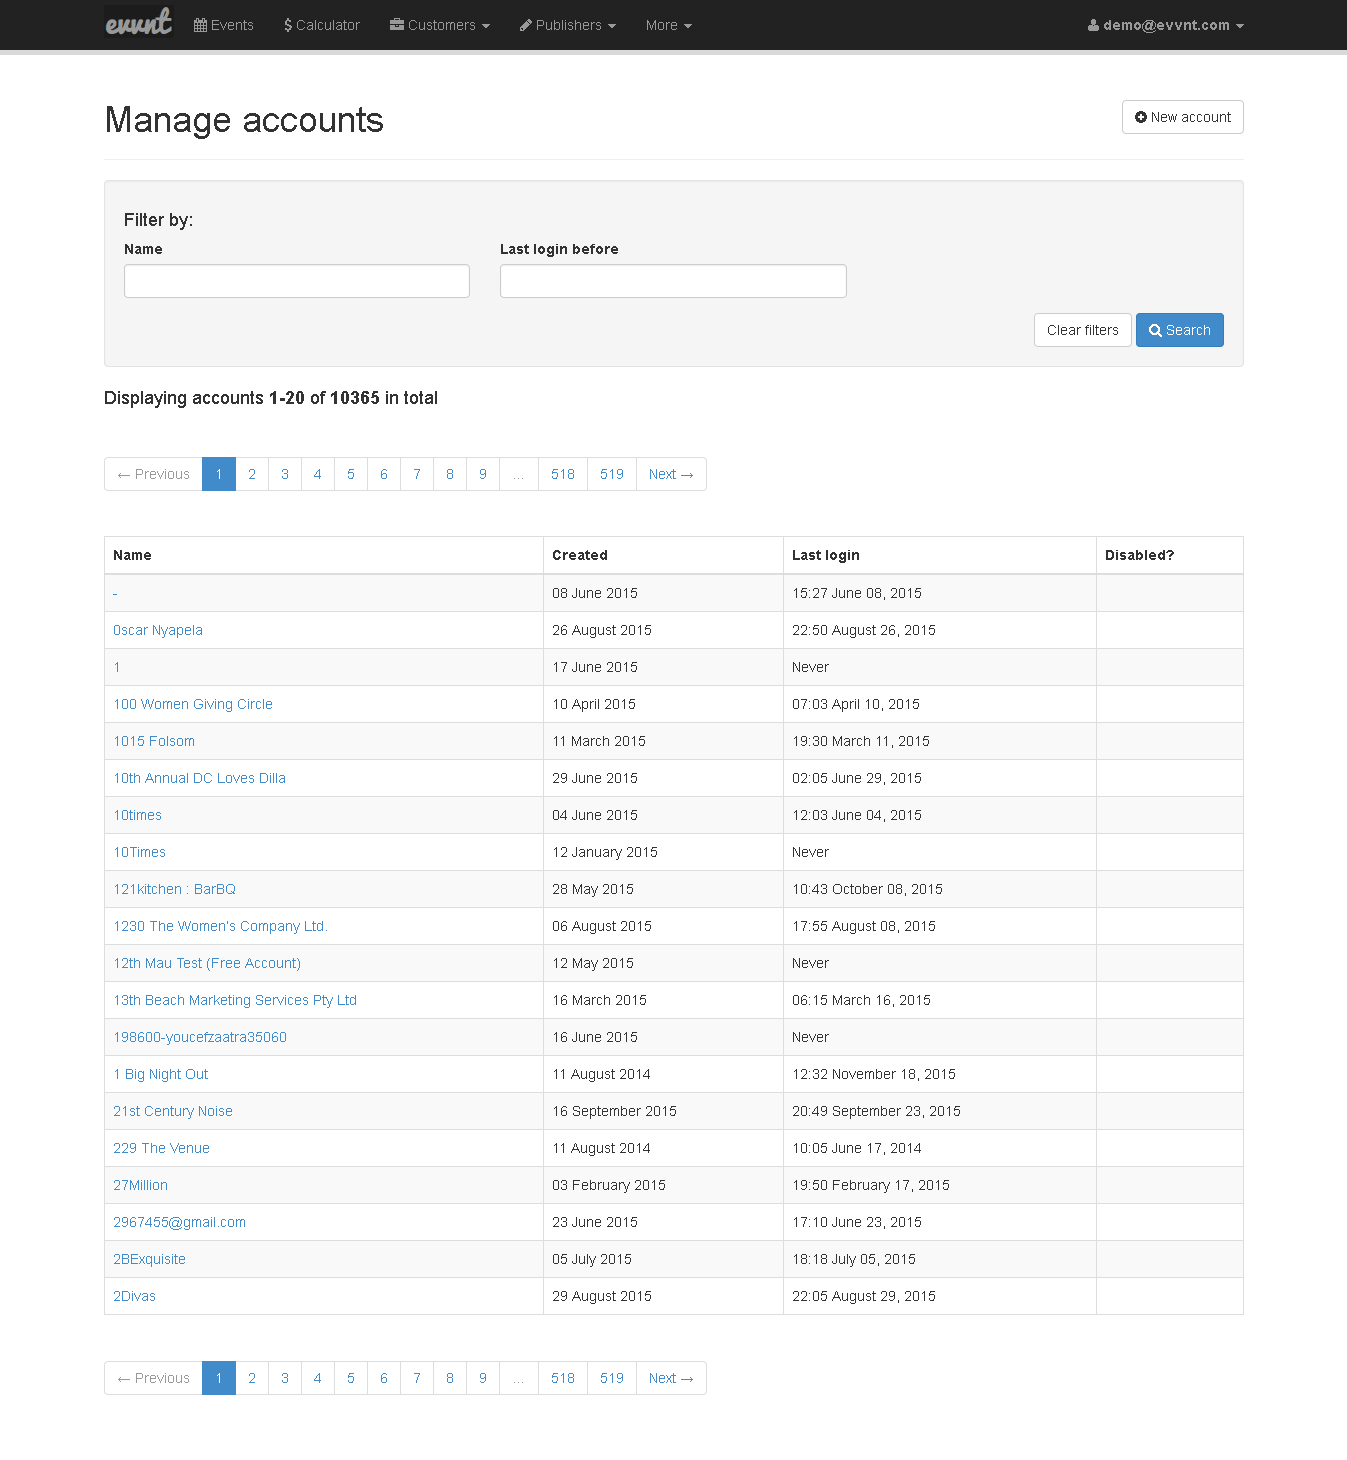 evvnt Events $ Calculator Customers Publishers More demo@evvnt.com
Manage accounts
New account
Filter by:
Name Last login before
Clear filters Search
Displaying accounts 1-20 of 10365 in total
← Previous 1 2 3 4 5 6 7 8 9 ... 518 519 Next →
Name Created Last login Disabled?
- 08 June 2015 15:27 June 08, 2015
0scar Nyapela 26 August 2015 22:50 August 26, 2015
1 17 June 2015 Never
100 Women Giving Circle 10 April 2015 07:03 April 10, 2015
1015 Folsom 11 March 2015 19:30 March 11, 2015
10th Annual DC Loves Dilla 29 June 2015 02:05 June 29, 2015
10times 04 June 2015 12:03 June 04, 2015
10Times 12 January 2015 Never
121kitchen : BarBQ 28 May 2015 10:43 October 08, 2015
1230 The Women's Company Ltd. 06 August 2015 17:55 August 08, 2015
12th Mau Test (Free Account) 12 May 2015 Never
13th Beach Marketing Services Pty Ltd 16 March 2015 06:15 March 16, 2015
198600-youcefzaatra35060 16 June 2015 Never
1 Big Night Out 11 August 2014 12:32 November 18, 2015
21st Century Noise 16 September 2015 20:49 September 23, 2015
229 The Venue 11 August 2014 10:05 June 17, 2014
27Million 03 February 2015 19:50 February 17, 2015
2967455@gmail.com 23 June 2015 17:10 June 23, 2015
2BExquisite 05 July 2015 18:18 July 05, 2015
2Divas 29 August 2015 22:05 August 29, 2015
← Previous 1 2 3 4 5 6 7 8 9 ... 518 519 Next →